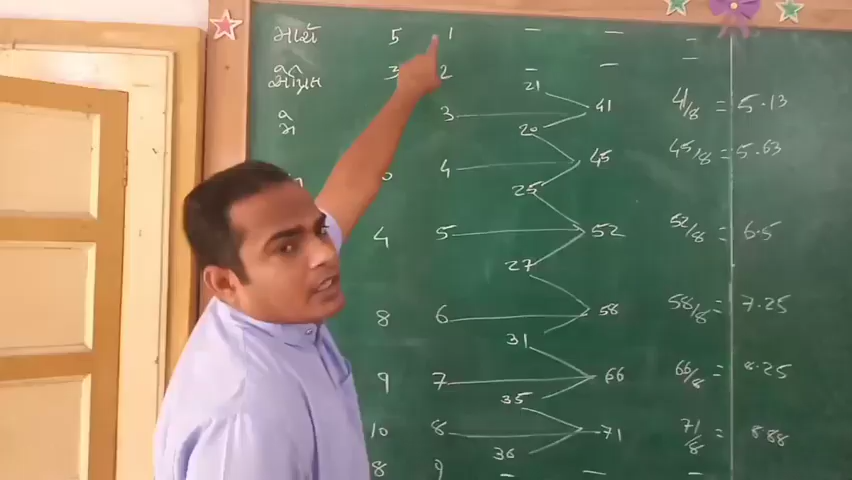 માર્ચ 5 1 — — —
3 2 — — —
21
3 41 41/8 = 5.13
20
0 4 45 45/8 = 5.63
25
4 5 52 52/8 = 6.5
27
8 6 58 58/8 = 7.25
31
9 7 66 66/8 = 8.25
35
10 8 71 71/8 = 8.88
36
8 9 — — —